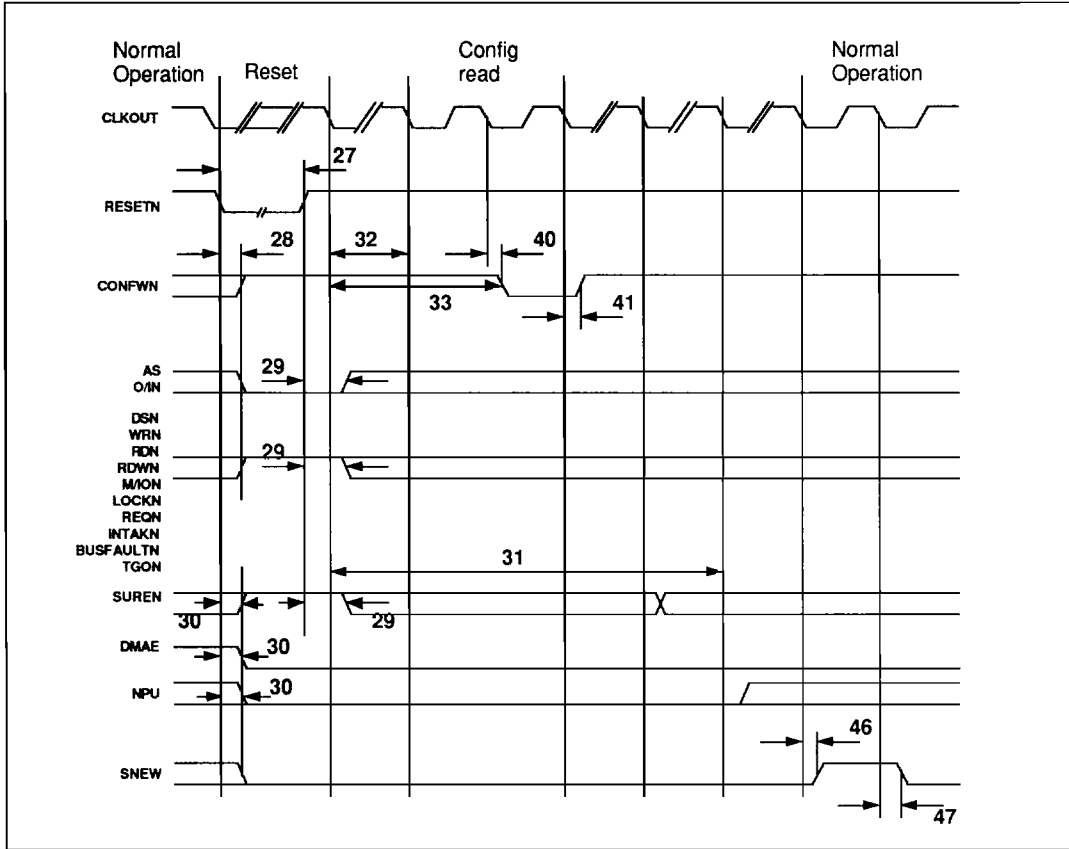 Normal Operation
Reset
Config read
Normal Operation
CLKOUT
27
RESETN
28
32
40
CONFWN
33
41
AS
29
O/IN
DSN
WRN
RDN
29
RDWN
M/ION
LOCKN
REQN
INTAKN
BUSFAULTN
TGON
31
SUREN
30
29
DMAE
30
NPU
30
46
SNEW
47